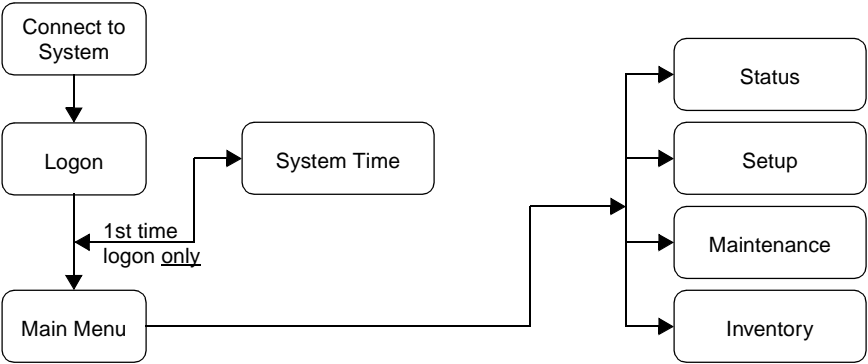 Connect to
System
Logon
System Time
1st time
logon only
Main Menu
Status
Setup
Maintenance
Inventory